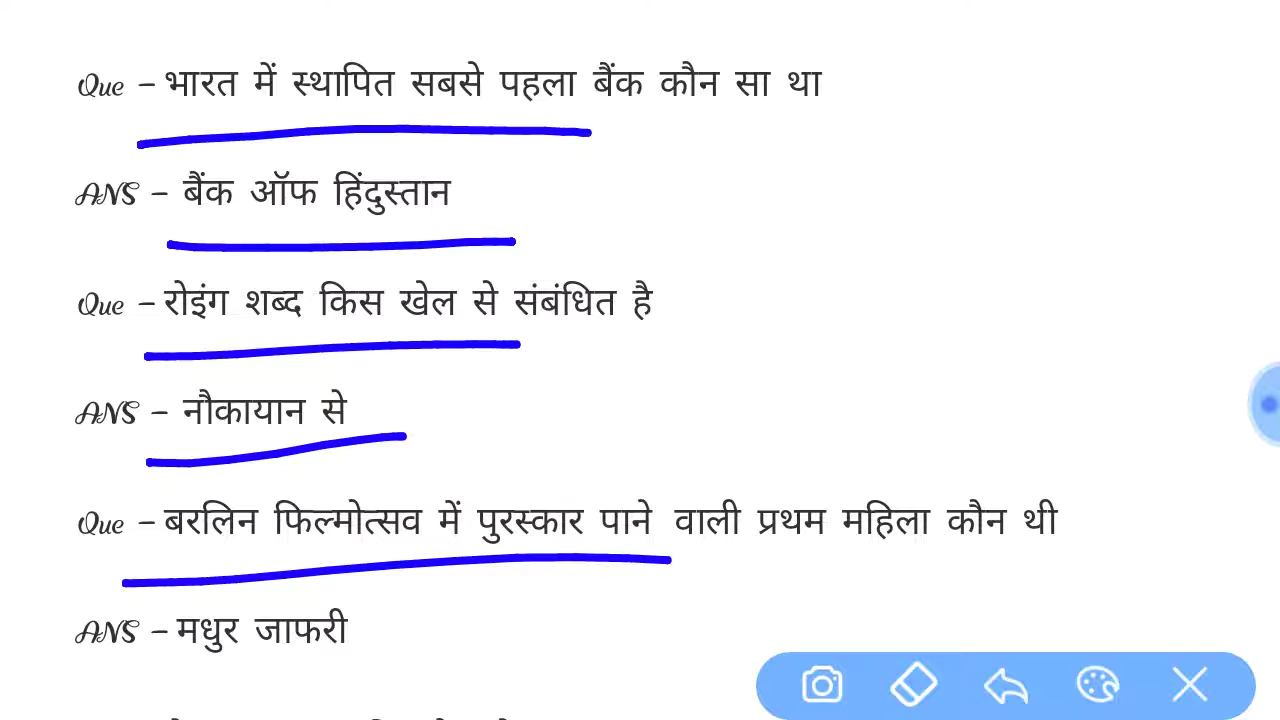 Que – भारत में स्थापित सबसे पहला बैंक कौन सा था
ANS – बैंक ऑफ हिंदुस्तान
Que – रोइंग शब्द किस खेल से संबंधित है
ANS – नौकायान से
Que – बरलिन फिल्मोत्सव में पुरस्कार पाने वाली प्रथम महिला कौन थी
ANS – मधुर जाफरी